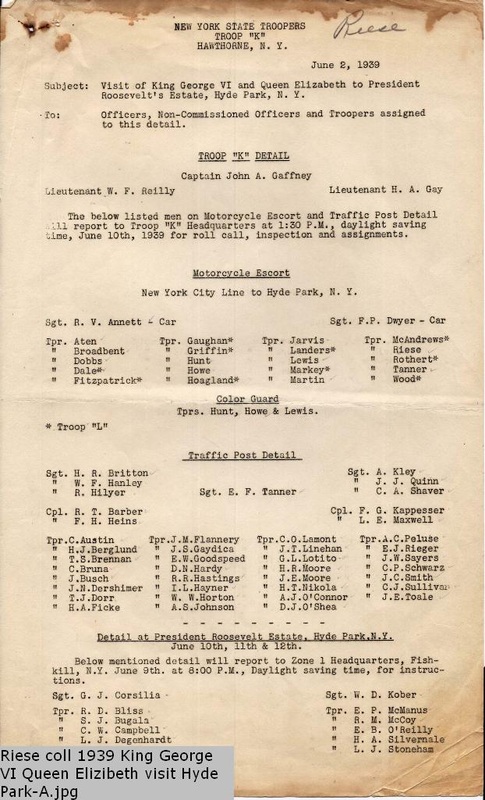 NEW YORK STATE TROOPERS
TROOP "K"
HAWTHORNE, N. Y.
Riese
June 2, 1939
Subject: Visit of King George VI and Queen Elizabeth to President
Roosevelt's Estate, Hyde Park, N. Y.
To: Officers, Non-Commissioned Officers and Troopers assigned
to this detail.
TROOP "K" DETAIL
Captain John A. Gaffney
Lieutenant W. F. Reilly Lieutenant H. A. Gay
The below listed men on Motorcycle Escort and Traffic Post Detail
will report to Troop "K" Headquarters at 1:30 P.M., daylight saving
time, June 10th, 1939 for roll call, inspection and assignments.
Motorcycle Escort
New York City Line to Hyde Park, N. Y.
Sgt. R. V. Annett - Car Sgt. F.P. Dwyer - Car
Tpr. Aten Tpr. Gaughan* Tpr. Jarvis Tpr. McAndrews*
" Broadbent " Griffin* " Landers* " Riese
" Dobbs " Hunt " Lewis " Rothert*
" Dale* " Howe " Markey* " Tanner
" Fitzpatrick* " Hoagland* " Martin " Wood*
Color Guard
Tprs. Hunt, Howe & Lewis.
* Troop "L"
Traffic Post Detail
Sgt. H. R. Britton Sgt. A. Kley
" W. F. Hanley " J. J. Quinn
" R. Hilyer Sgt. E. F. Tanner " C. A. Shaver
Cpl. R. T. Barber Cpl. F. G. Kappesser
" F. H. Heins " L. E. Maxwell
Tpr.C.Austin Tpr.J.M.Flannery Tpr.C.O.Lamont Tpr.A.C.Peluse
" H.J.Berglund " J.S.Gaydica " J.T.Linehan " E.J.Rieger
" T.S.Brennan " E.W.Goodspeed " G.L.Lotito " J.W.Sayers
" C.Bruna " D.N.Hardy " H.R.Moore " C.P.Schwarz
" J.Busch " R.R.Hastings " J.E.Moore " J.C.Smith
" J.N.Dershimer " I.L.Hayner " H.T.Nikola " C.J.Sullivan
" T.J.Dorr " W. W.Horton " A.J.O'Connor " J.E.Toale
" H.A.Ficke " A.S.Johnson " D.J.O'Shea
- - - - - - - - -
Detail at President Roosevelt Estate, Hyde Park,N.Y.
June 10th, 11th & 12th.
Below mentioned detail will report to Zone 1 Headquarters, Fish-
kill, N.Y. June 9th. at 8:00 P.M., Daylight saving time, for instruc-
tions.
Sgt. G. J. Corsilia Sgt. W. D. Kober
Tpr. R. D. Bliss Tpr. E. P. McManus
" S. J. Bugala " R. M. McCoy
" C. W. Campbell " E. B. O'Reilly
" L. J. Degenhardt " H. A. Silvernale
" L. J. Stoneham
Riese coll 1939 King George
VI Queen Elizibeth visit Hyde
Park-A.jpg